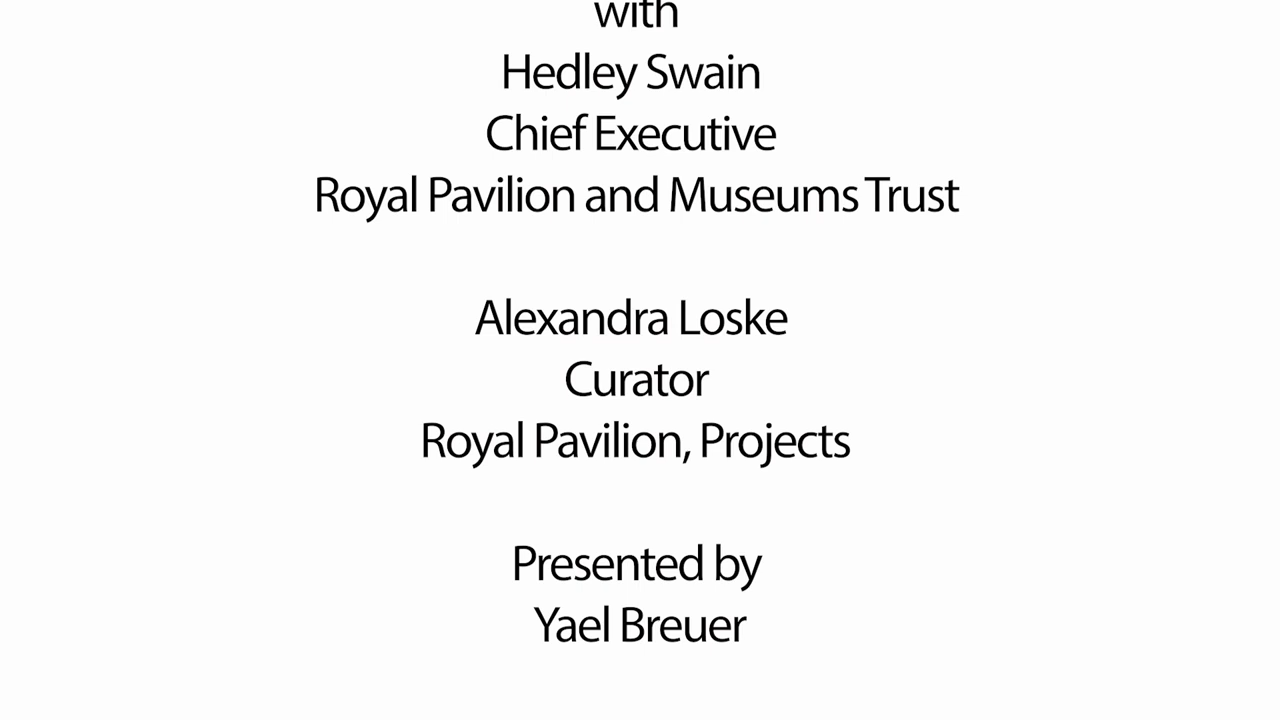 with
Hedley Swain
Chief Executive
Royal Pavilion and Museums Trust
Alexandra Loske
Curator
Royal Pavilion, Projects
Presented by
Yael Breuer